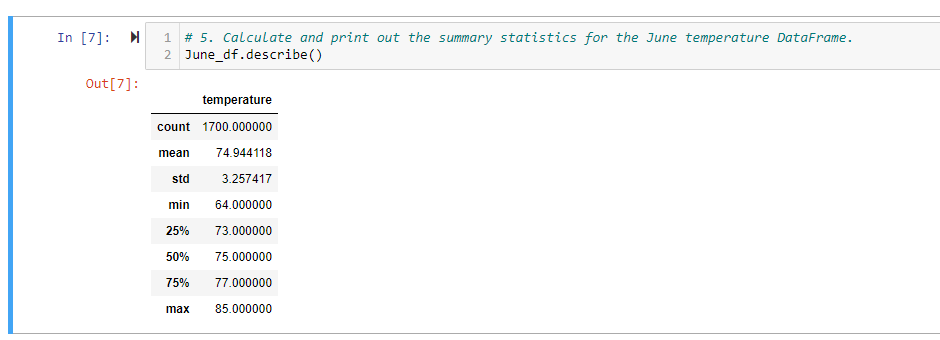 In [7]:
1 # 5. Calculate and print out the summary statistics for the June temperature DataFrame.
2 June_df.describe()
Out[7]:
temperature
count 1700.000000
mean 74.944118
std 3.257417
min 64.000000
25% 73.000000
50% 75.000000
75% 77.000000
max 85.000000